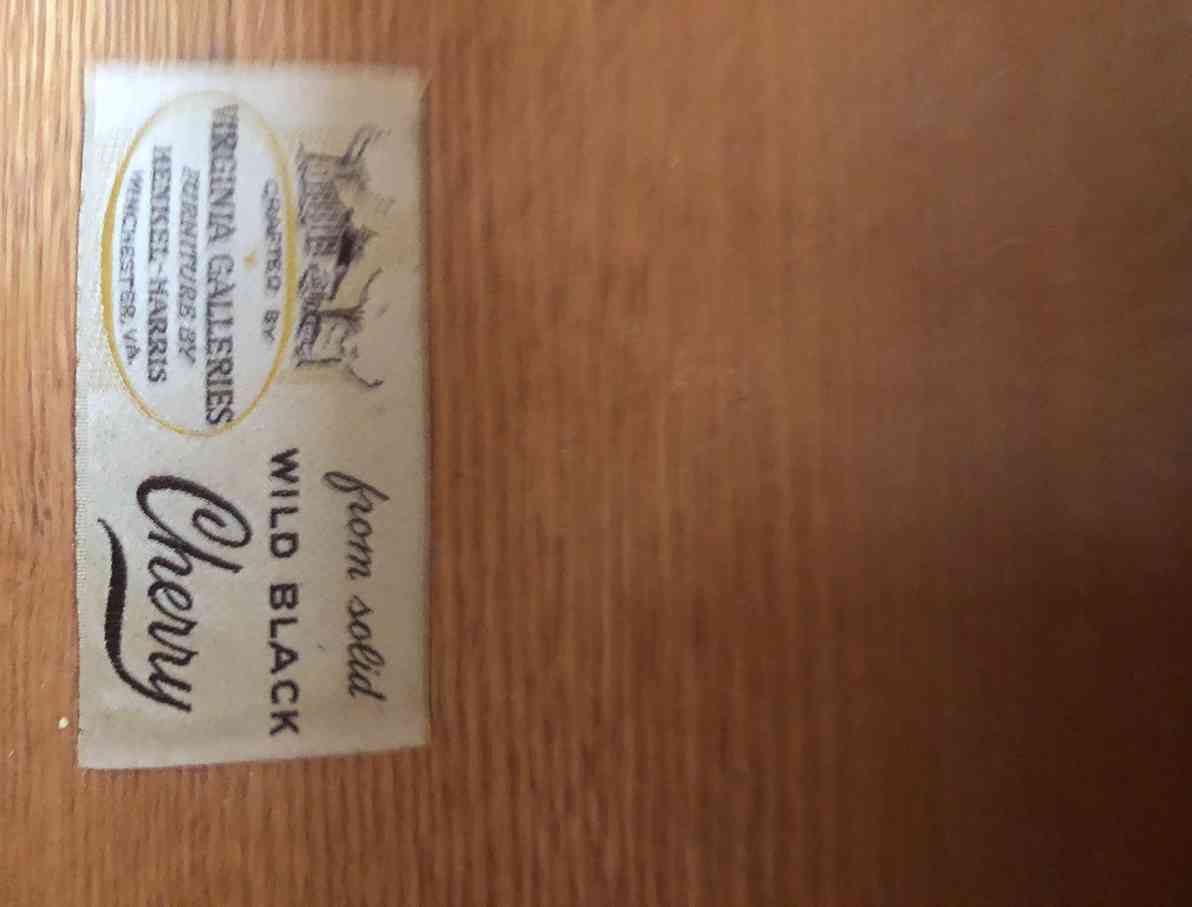 CRAFTED BY
VIRGINIA GALLERIES
FURNITURE BY
HENKEL-HARRIS
WINCHESTER, VA.
from solid
WILD BLACK
Cherry